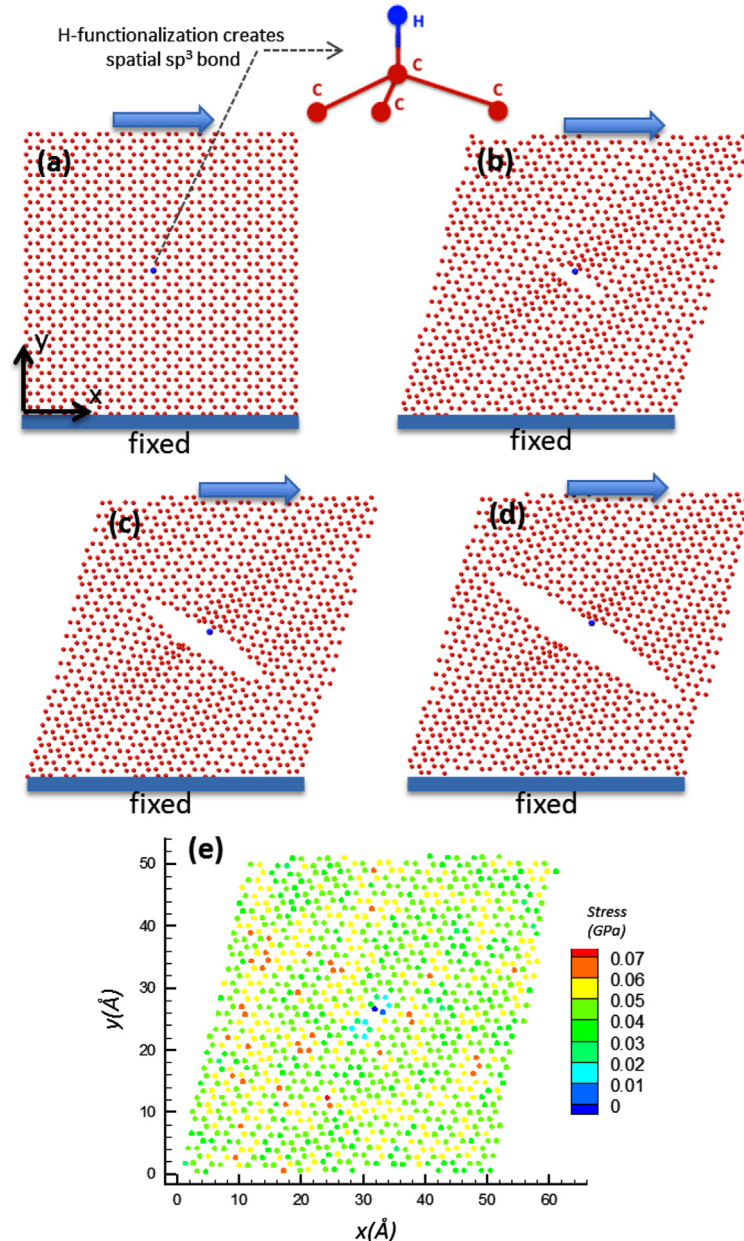 H-functionalization creates
spatial sp³ bond
H
C
C
C
C
(a)
(b)
y
x
fixed
fixed
(c)
(d)
fixed
fixed
(e)
50
40
30
20
10
0
y(Å)
0 10 20 30 40 50 60
x(Å)
Stress
(GPa)
0.07
0.06
0.05
0.04
0.03
0.02
0.01
0